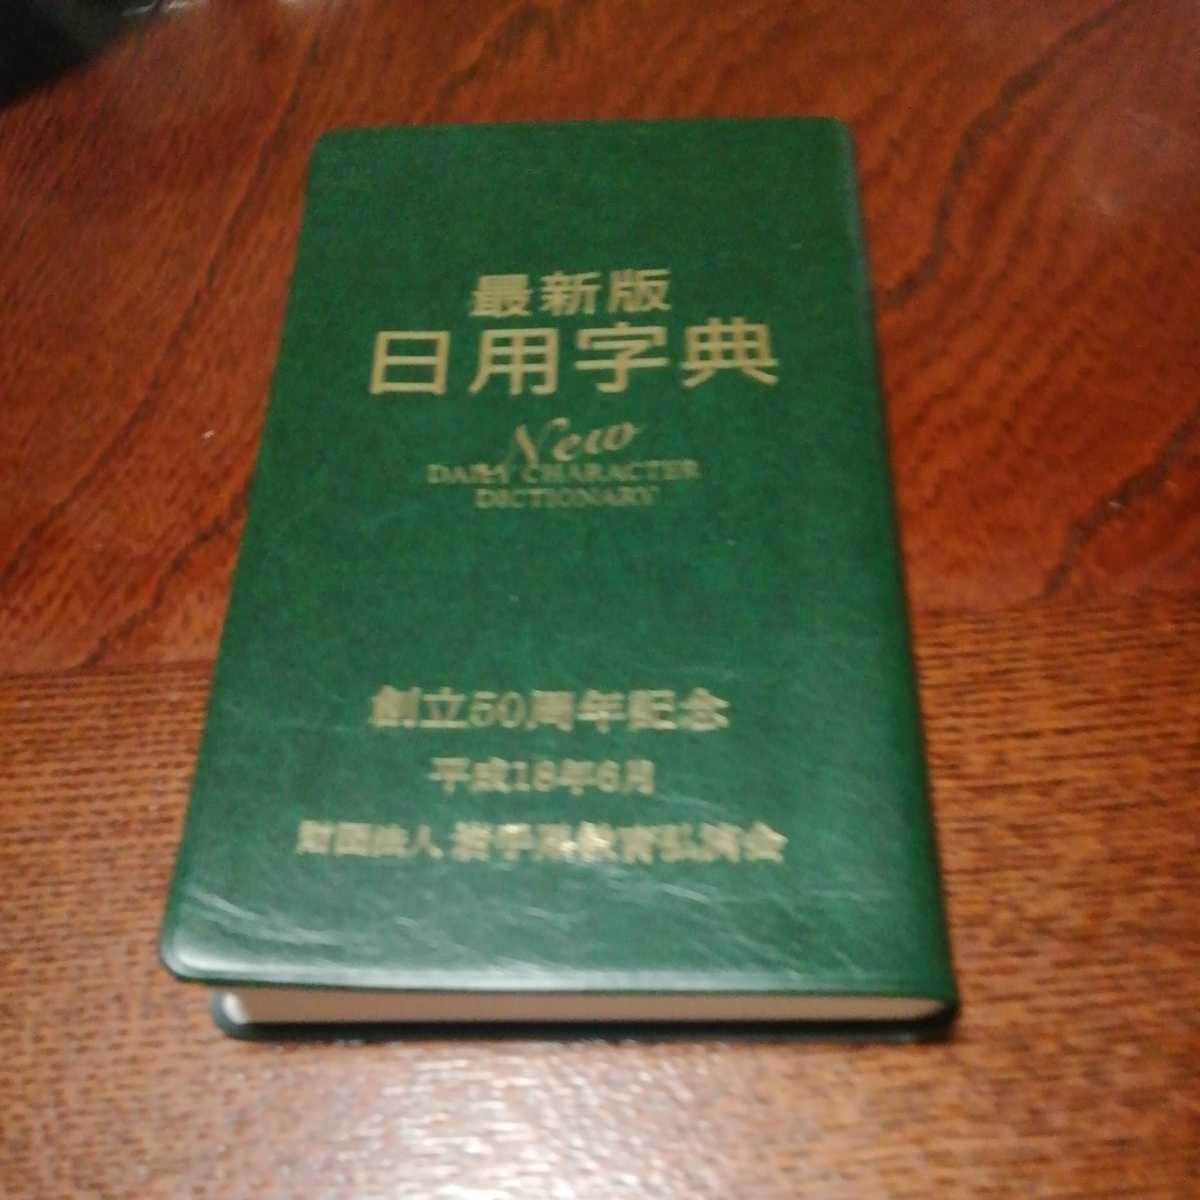 最新版
日用字典
New
DAILY CHARACTER
DICTIONARY
創立50周年記念
平成18年6月
財団法人 岩手県教育弘済会